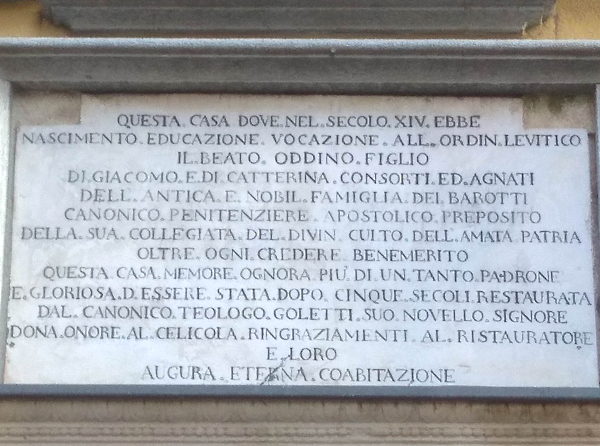 QUESTA. CASA. DOVE. NEL. SECOLO. XIV. EBBE
NASCIMENTO. EDUCAZIONE. VOCAZIONE. ALL. ORDIN. LEVITICO
IL. BEATO. ODDINO. FIGLIO
DI. GIACOMO. E. DI. CATTERINA. CONSORTI. ED. AGNATI
DELL. ANTICA. E. NOBIL. FAMIGLIA. DEI. BAROTTI
CANONICO. PENITENZIERE. APOSTOLICO. PREPOSITO
DELLA. SUA. COLLEGIATA. DEL. DIVIN. CULTO. DELL. AMATA. PATRIA
OLTRE. OGNI. CREDERE. BENEMERITO
QUESTA. CASA. MEMORE. OGNORA. PIU'. DI. UN. TANTO. PADRONE
E. GLORIOSA. D. ESSERE. STATA. DOPO. CINQUE. SECOLI. RESTAURATA
DAL. CANONICO. TEOLOGO. GOLETTI. SUO. NOVELLO. SIGNORE
DONA. ONORE. AL. CELICOLA. RINGRAZIAMENTI. AL. RISTAURATORE
E. LORO
AUGURA. ETERNA. COABITAZIONE